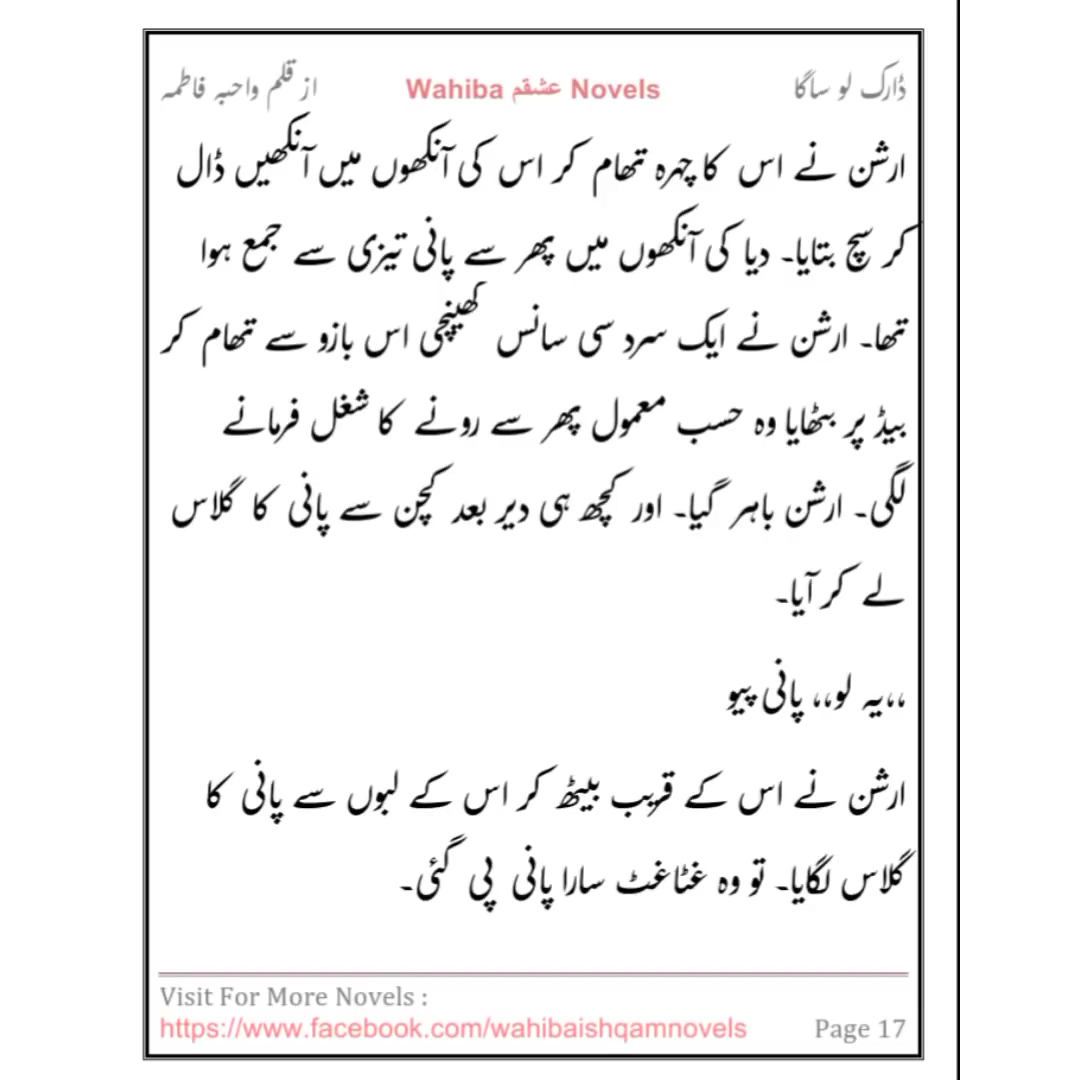 ڈارک لو ساگا Wahiba عشقم Novels از قلم واحبہ فاطمہ
ارشن نے اس کا چہرہ تھام کر اس کی آنکھوں میں آنکھیں ڈال
کر سچ بتایا۔ دیا کی آنکھوں میں پھر سے پانی تیزی سے جمع ہوا
تھا۔ ارشن نے ایک سرد سی سانس کھینچی اس بازو سے تھام کر
بیڈ پر بٹھایا وہ حسب معمول پھر سے رونے کا شغل فرمانے
لگی۔ ارشن باہر گیا۔ اور کچھ ہی دیر بعد کچن سے پانی کا گلاس
لے کر آیا۔
،،یہ لو،، پانی پیو
ارشن نے اس کے قریب بیٹھ کر اس کے لبوں سے پانی کا
گلاس لگایا۔ تو وہ غٹاغٹ سارا پانی پی گئی۔
Visit For More Novels :
https://www.facebook.com/wahibaishqamnovels Page 17